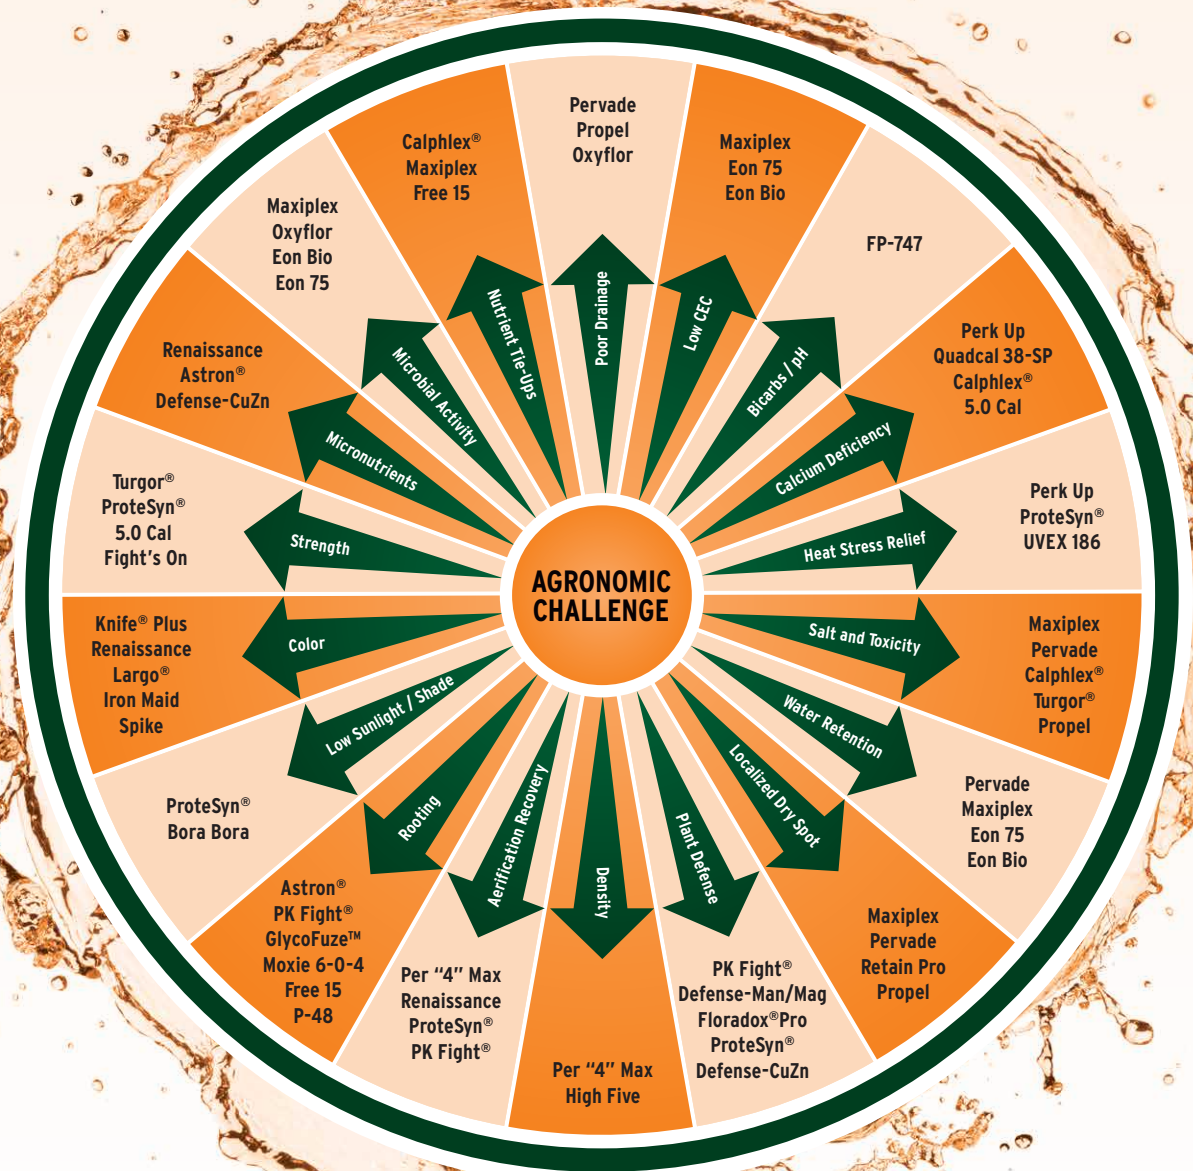 AGRONOMIC
CHALLENGE
Poor Drainage
Pervade
Propel
Oxyflor
Low CEC
Maxiplex
Eon 75
Eon Bio
Bicarbs / pH
FP-747
Calcium Deficiency
Perk Up
Quadcal 38-SP
Calphlex®
5.0 Cal
Heat Stress Relief
Perk Up
ProteSyn®
UVEX 186
Salt and Toxicity
Maxiplex
Pervade
Calphlex®
Turgor®
Propel
Water Retention
Pervade
Maxiplex
Eon 75
Eon Bio
Localized Dry Spot
Maxiplex
Pervade
Retain Pro
Propel
Plant Defense
PK Fight®
Defense-Man/Mag
Floradox®Pro
ProteSyn®
Defense-CuZn
Density
Per “4” Max
High Five
Aerification Recovery
Per “4” Max
Renaissance
ProteSyn®
PK Fight®
Rooting
Astron®
PK Fight®
GlycoFuze™
Moxie 6-0-4
Free 15
P-48
Low Sunlight / Shade
ProteSyn®
Bora Bora
Color
Knife® Plus
Renaissance
Largo®
Iron Maid
Spike
Strength
Turgor®
ProteSyn®
5.0 Cal
Fight's On
Micronutrients
Renaissance
Astron®
Defense-CuZn
Microbial Activity
Maxiplex
Oxyflor
Eon Bio
Eon 75
Nutrient Tie-Ups
Calphlex®
Maxiplex
Free 15